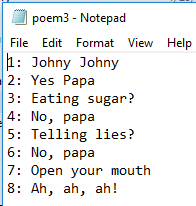 poem3 - Notepad
File Edit Format View Help
1: Johny Johny
2: Yes Papa
3: Eating sugar?
4: No, papa
5: Telling lies?
6: No, papa
7: Open your mouth
8: Ah, ah, ah!